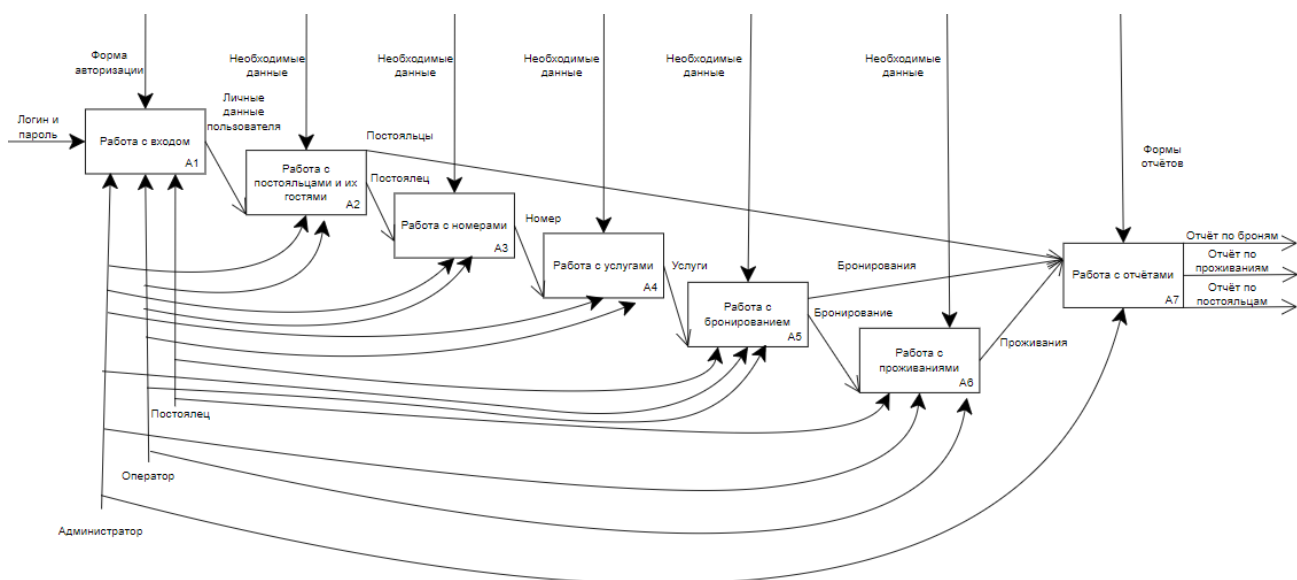 Форма
авторизации
Необходимые
данные
Необходимые
данные
Необходимые
данные
Необходимые
данные
Необходимые
данные
Логин и
пароль
Личные
данные
пользователя
Работа с входом
A1
Постояльцы
Формы
отчётов
Работа с
постояльцами и их
гостями
A2
Постоялец
Работа с номерами
A3
Номер
Работа с услугами
A4
Услуги
Бронирования
Работа с отчётами
A7
Отчёт по броням
Отчёт по
проживаниям
Отчёт по
постояльцам
Работа с
бронированием
A5
Бронирование
Работа с
проживаниями
A6
Проживания
Постоялец
Оператор
Администратор